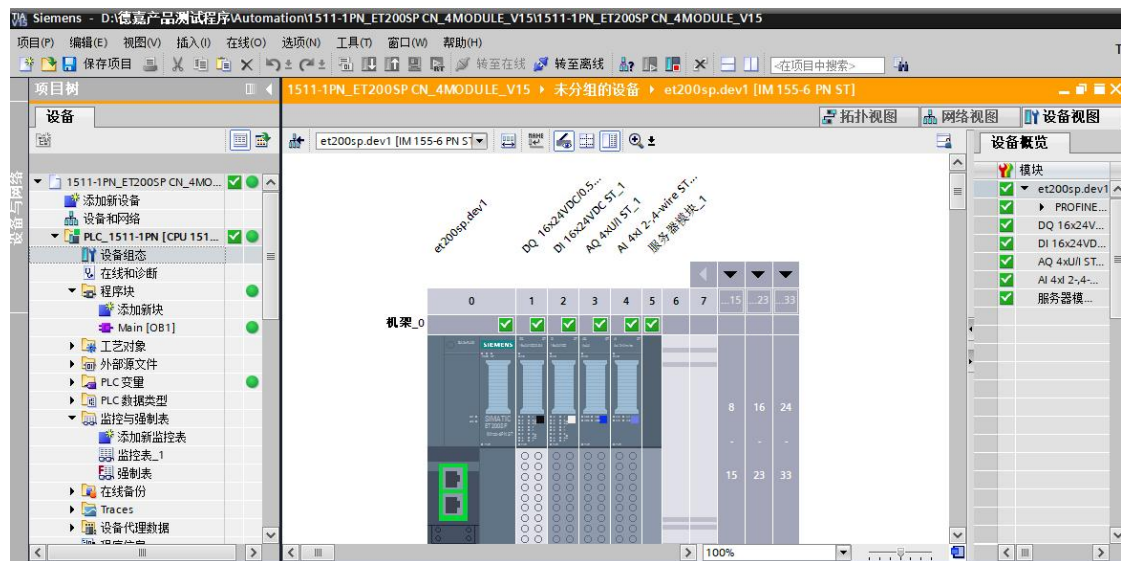 Siemens - D:\德嘉产品测试程序\Automation\1511-1PN_ET200SP CN_4MODULE_V15\1511-1PN_ET200SP CN_4MODULE_V15
项目(P) 编辑(E) 视图(V) 插入(I) 在线(O) 选项(N) 工具(T) 窗口(W) 帮助(H)
保存项目 转至在线 转至离线 <在项目中搜索>
项目树
1511-1PN_ET200SP CN_4MODULE_V15 未分组的设备 et200sp.dev1 [IM 155-6 PN ST]
设备
拓扑视图 网络视图 设备视图
et200sp.dev1 [IM 155-6 PN ST
设备概览
设备与网络
1511-1PN_ET200SP CN_4MO...
添加新设备
设备和网络
PLC_1511-1PN [CPU 151...
设备组态
在线和诊断
程序块
添加新块
Main [OB1]
工艺对象
外部源文件
PLC 变量
PLC 数据类型
监控与强制表
添加新监控表
监控表_1
强制表
在线备份
Traces
设备代理数据
程序信息
et200sp.dev1
DQ 16x24VDC/0.5...
DI 16x24VDC ST_1
AQ 4xU/I ST_1
AI 4xI 2-,4-wire ST...
服务器模块_1
0 1 2 3 4 5 6 7 ...15 ...23 ...33
机架_0
SIEMENS
SIMATIC
ET200SP
8 16 24
- - -
15 23 33
100%
模块
et200sp.dev1
PROFINE...
DQ 16x24V...
DI 16x24VD...
AQ 4xU/I ST...
AI 4xI 2-,4-...
服务器模...